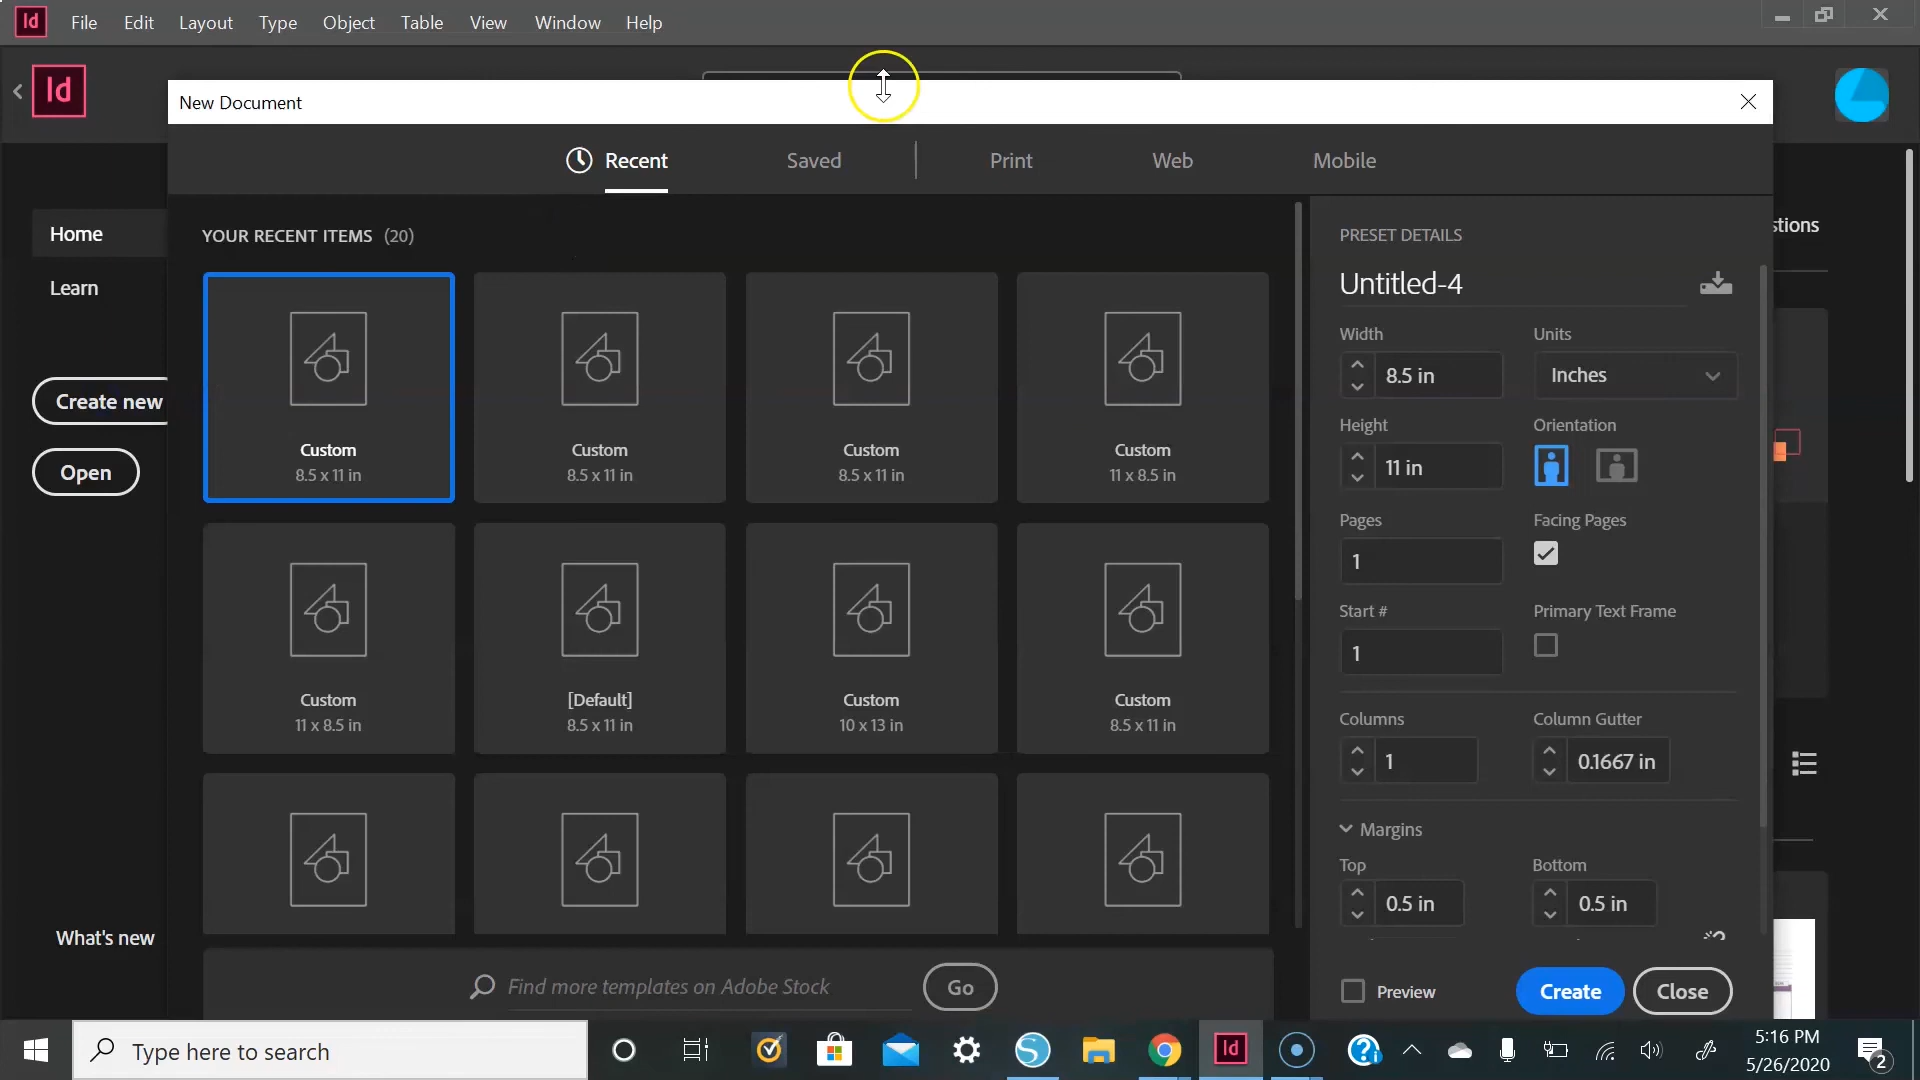 Id File Edit Layout Type Object Table View Window Help
Id
New Document
Recent Saved Print Web Mobile
Home
Learn
Create new
Open
What's new
YOUR RECENT ITEMS (20)
Custom
8.5 x 11 in
Custom
8.5 x 11 in
Custom
8.5 x 11 in
Custom
11 x 8.5 in
Custom
11 x 8.5 in
[Default]
8.5 x 11 in
Custom
10 x 13 in
Custom
8.5 x 11 in
Find more templates on Adobe Stock Go
PRESET DETAILS
Untitled-4
Width Units
8.5 in Inches
Height Orientation
11 in
Pages Facing Pages
1
Start # Primary Text Frame
1
Columns Column Gutter
1 0.1667 in
Margins
Top Bottom
0.5 in 0.5 in
Preview Create Close
stions
Type here to search
Id
5:16 PM
5/26/2020
2